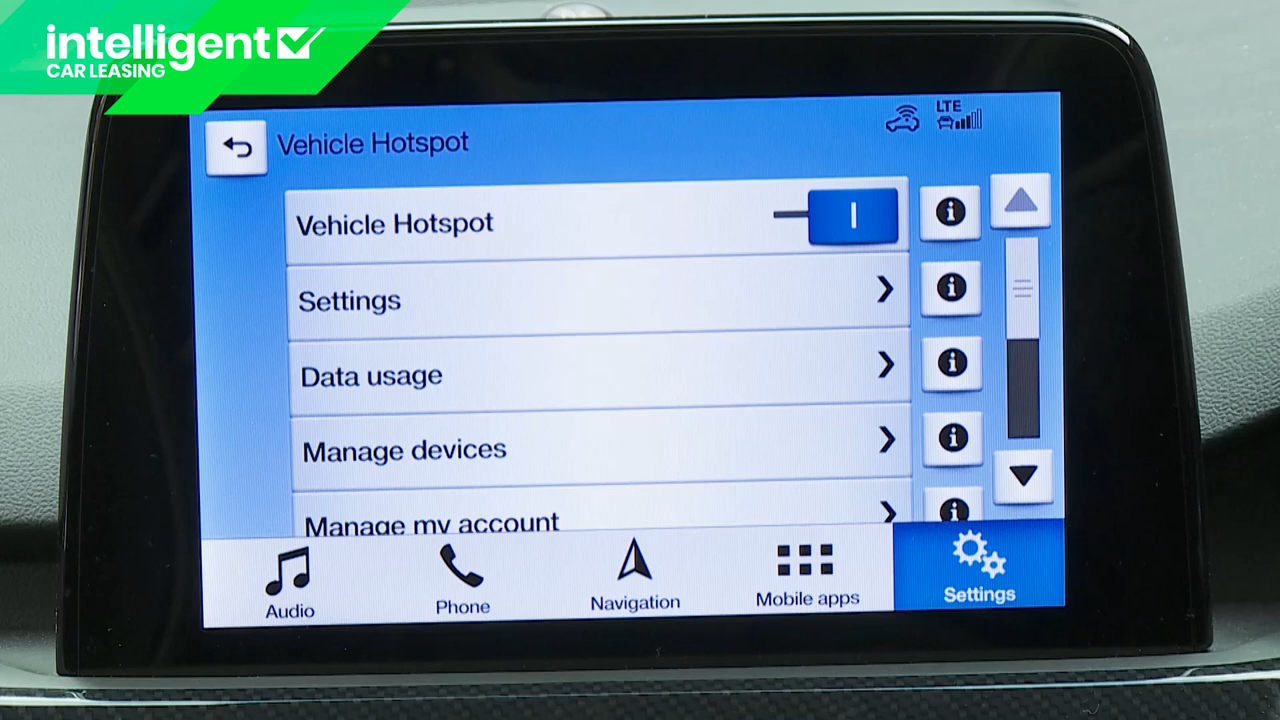 intelligent
CAR LEASING
LTE
Vehicle Hotspot
Vehicle Hotspot
Settings
Data usage
Manage devices
Manage my account
Audio
Phone
Navigation
Mobile apps
Settings